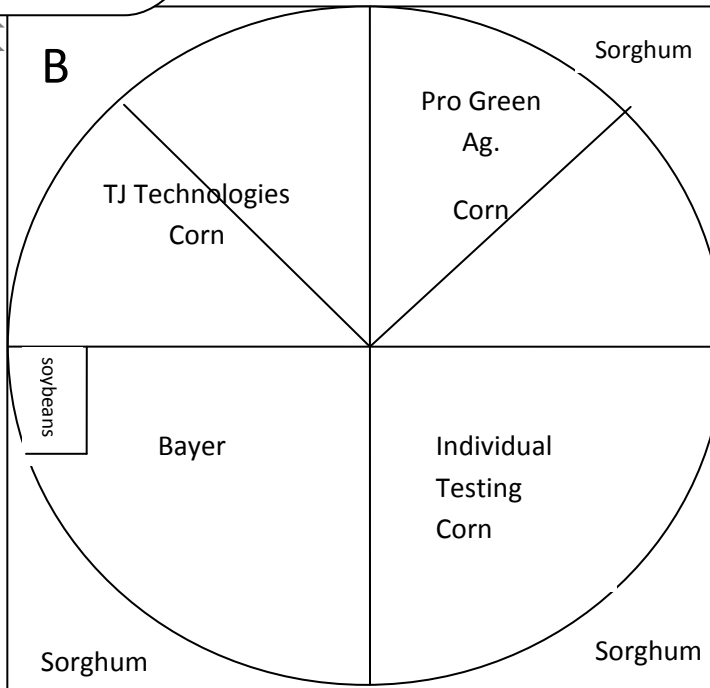 B
Sorghum
Pro Green
Ag.
Corn
TJ Technologies
Corn
soybeans
Bayer
Individual
Testing
Corn
Sorghum
Sorghum